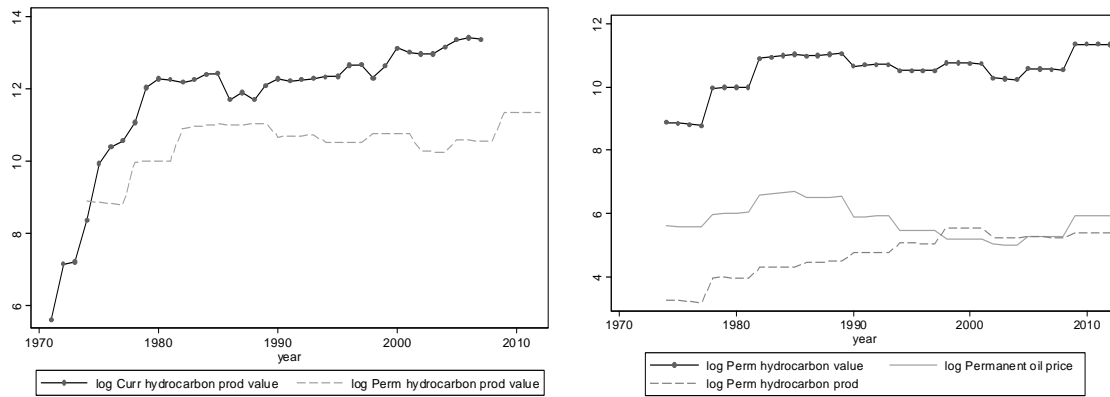 14
12
10
8
6
1970 1980 1990 2000 2010
year
log Curr hydrocarbon prod value log Perm hydrocarbon prod value
12
10
8
6
4
1970 1980 1990 2000 2010
year
log Perm hydrocarbon value log Permanent oil price
log Perm hydrocarbon prod